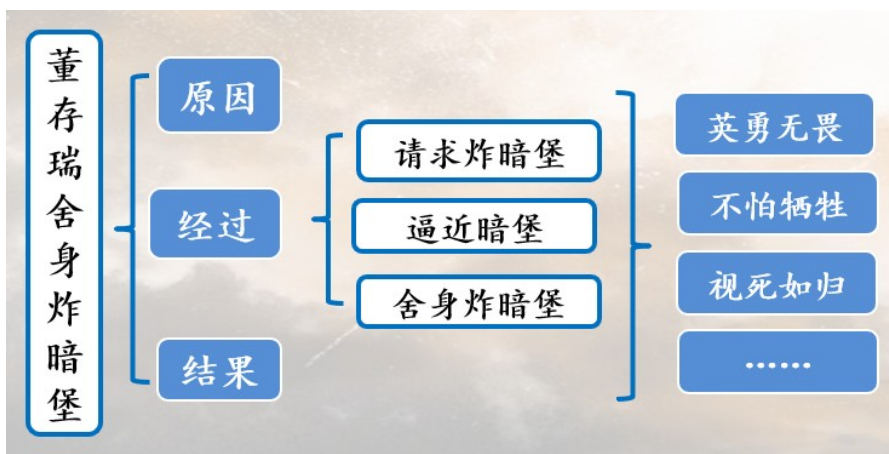 董存瑞舍身炸暗堡
原因
经过
结果
请求炸暗堡
逼近暗堡
舍身炸暗堡
英勇无畏
不怕牺牲
视死如归
……